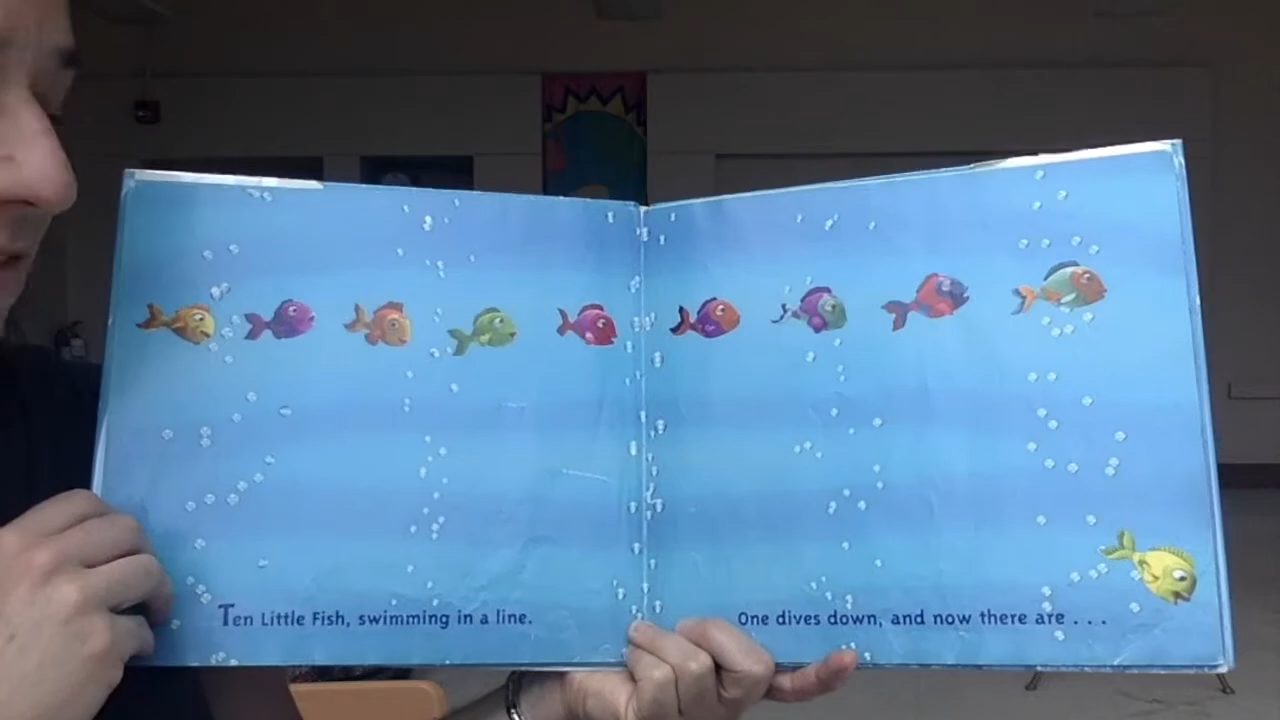 Ten Little Fish, swimming in a line.
One dives down, and now there are . . .